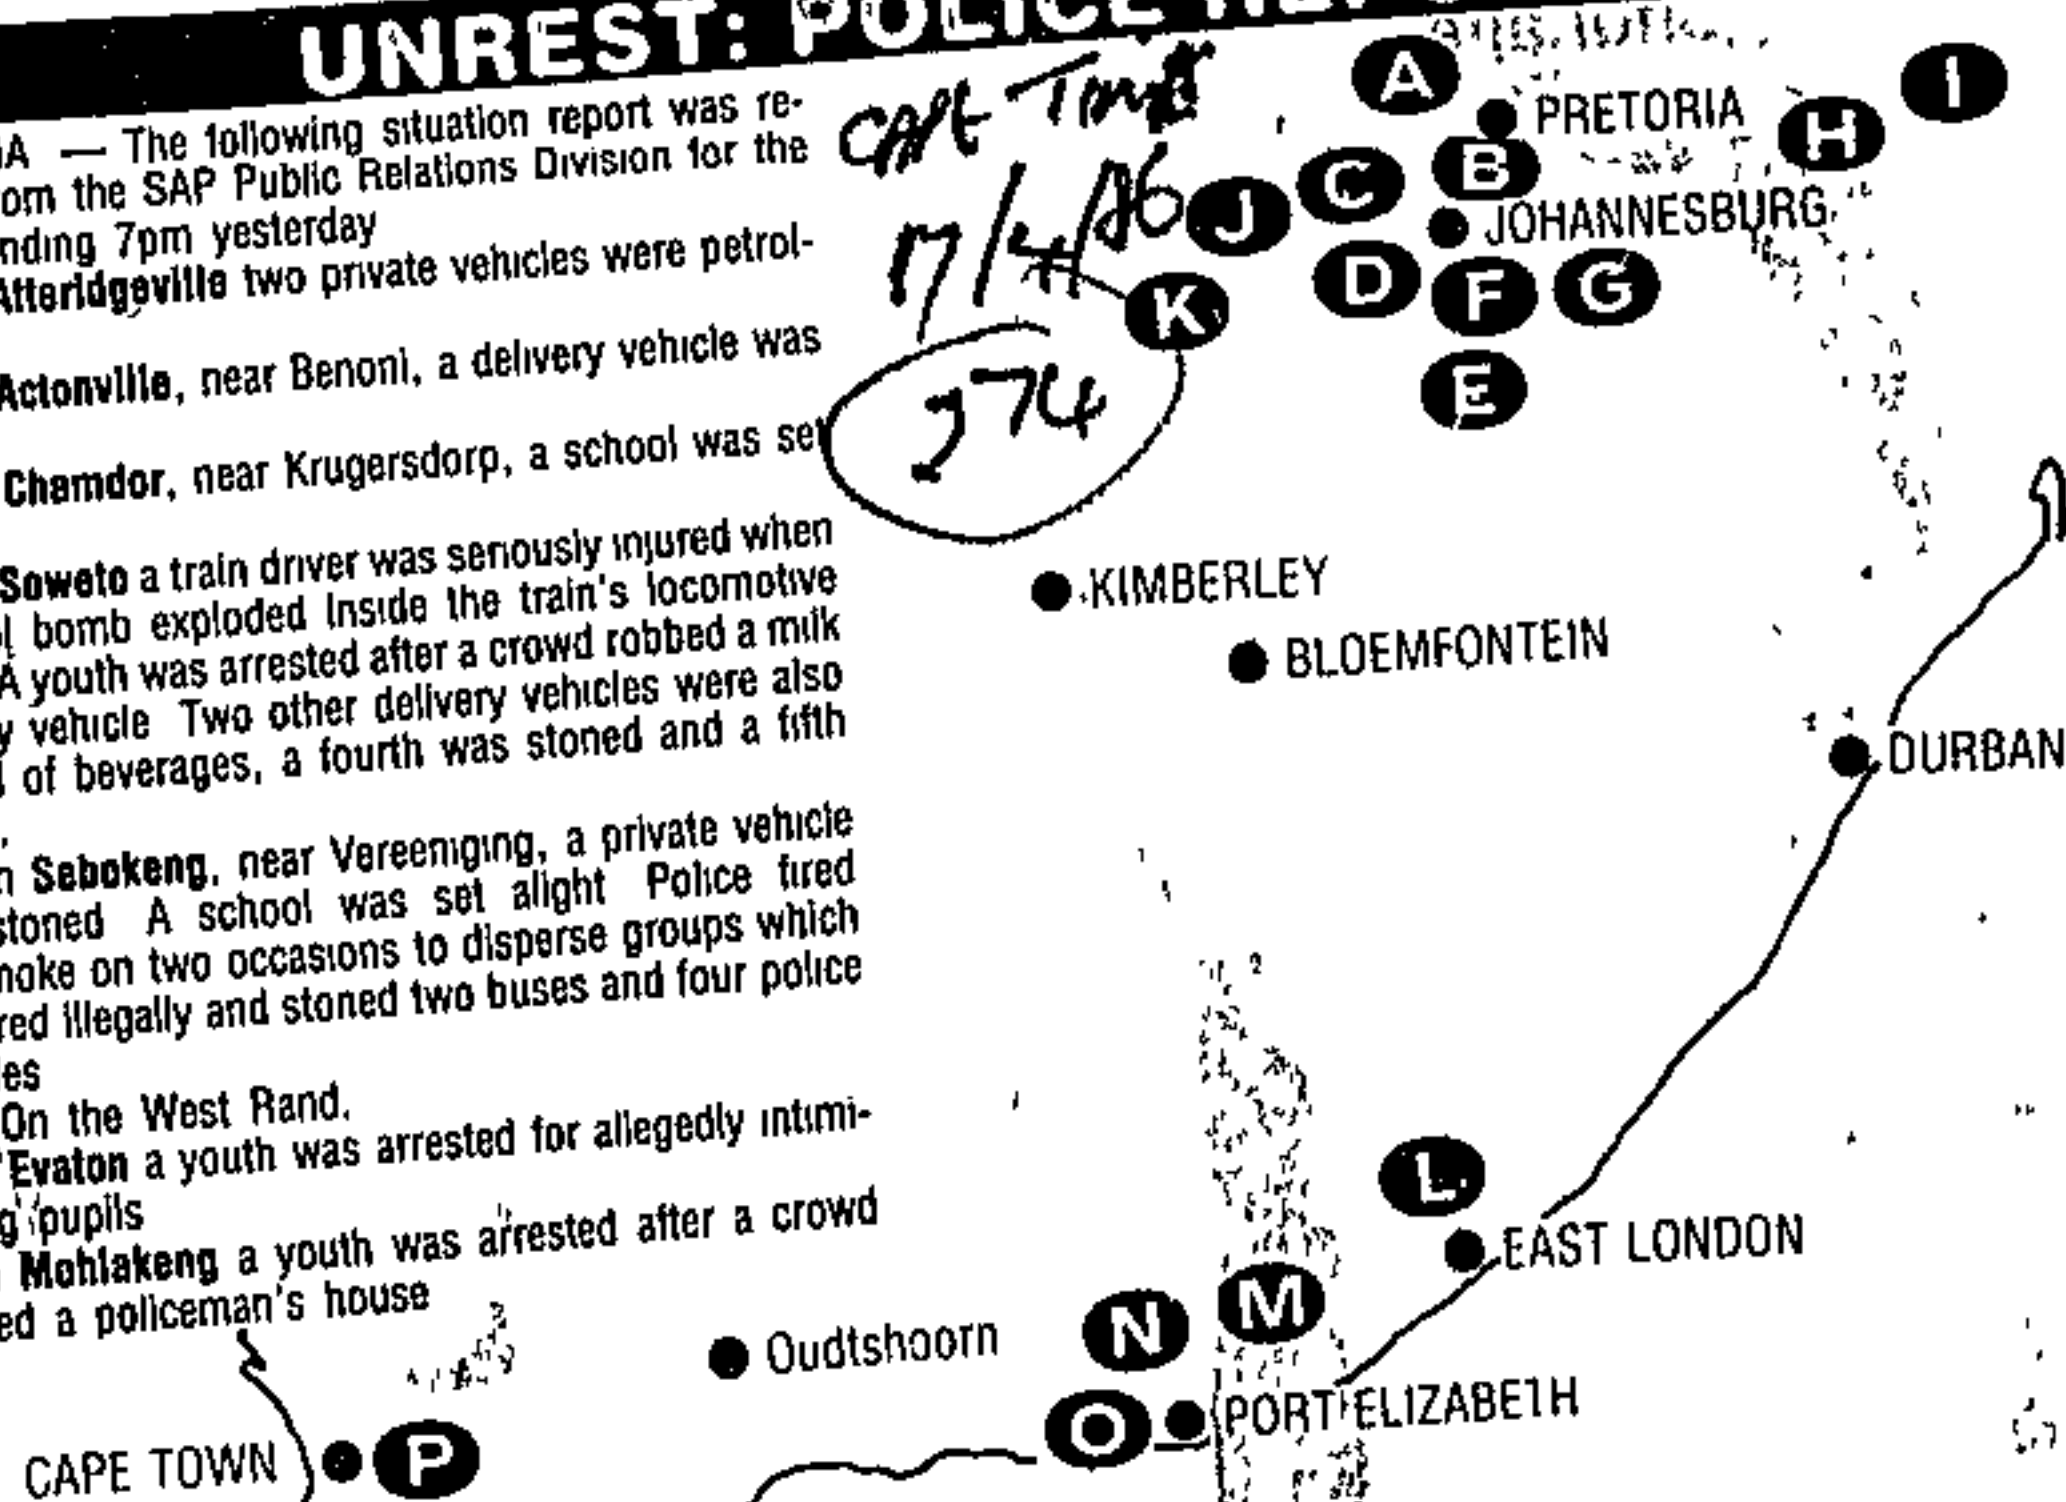 UNREST: POLICE
A — The following situation report was re-
om the SAP Public Relations Division for the
nding 7pm yesterday
Atteridgeville two private vehicles were petrol-
Actonville, near Benoni, a delivery vehicle was
Chamdor, near Krugersdorp, a school was set
Soweto a train driver was seriously injured when
bomb exploded inside the train's locomotive
A youth was arrested after a crowd robbed a milk
y vehicle Two other delivery vehicles were also
of beverages, a fourth was stoned and a fifth
n Sebokeng, near Vereeniging, a private vehicle
stoned A school was set alight Police fired
moke on two occasions to disperse groups which
red illegally and stoned two buses and four police
les
On the West Rand.
Evaton a youth was arrested for allegedly intimi-
g pupils
Mohlakeng a youth was arrested after a crowd
ed a policeman's house
Cape Times
17/4/86
374
A
PRETORIA
I
H
B
C
J
JOHANNESBURG
D
F
G
K
E
KIMBERLEY
BLOEMFONTEIN
DURBAN
L
EAST LONDON
M
N
Oudtshoorn
O
PORT ELIZABETH
CAPE TOWN
P